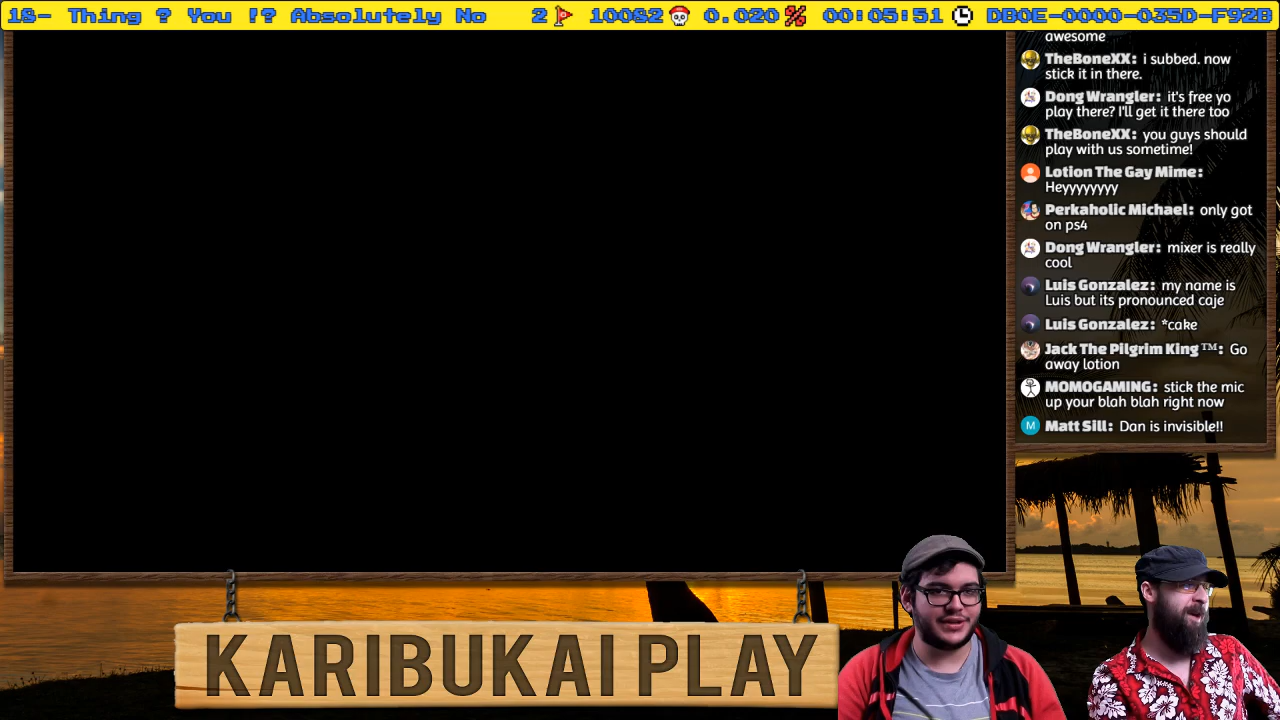 18- Thing ? You !? Absolutely No 2 10082 0.020 00:05:51 DB0E-0000-035D-F92B
awesome
TheBoneXX: i subbed. now
stick it in there.
Dong Wrangler: it's free yo
play there? I'll get it there too
TheBoneXX: you guys should
play with us sometime!
Lotion The Gay Mime:
Heyyyyyyyy
Perkaholic Michael: only got
on ps4
Dong Wrangler: mixer is really
cool
Luis Gonzalez: my name is
Luis but its pronounced caje
Luis Gonzalez: *cake
Jack The Pilgrim King™: Go
away lotion
MOMOGAMING: stick the mic
up your blah blah right now
M Matt Sill: Dan is invisible!!
KARIBUKAI PLAY